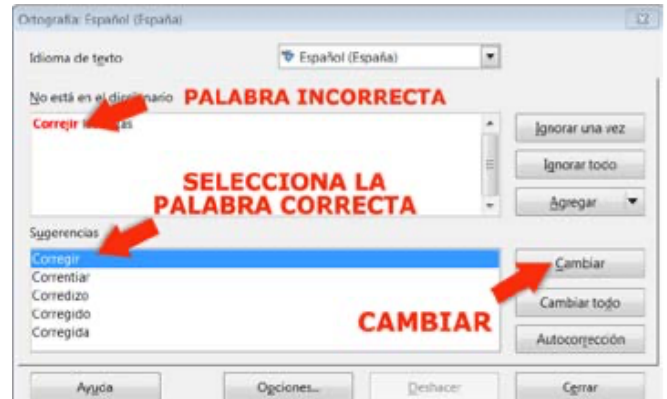 Ortografía: Español (España)
Idioma de texto Español (España)
No está en el diccionario PALABRA INCORRECTA
Correjir
Ignorar una vez
Ignorar todo
SELECCIONA LA
PALABRA CORRECTA
Agregar
Sugerencias
Corregir
Correntiar
Corredizo
Corregido
Corregida
Cambiar
CAMBIAR
Cambiar todo
Autocorrección
Ayuda Opciones... Deshacer Cerrar